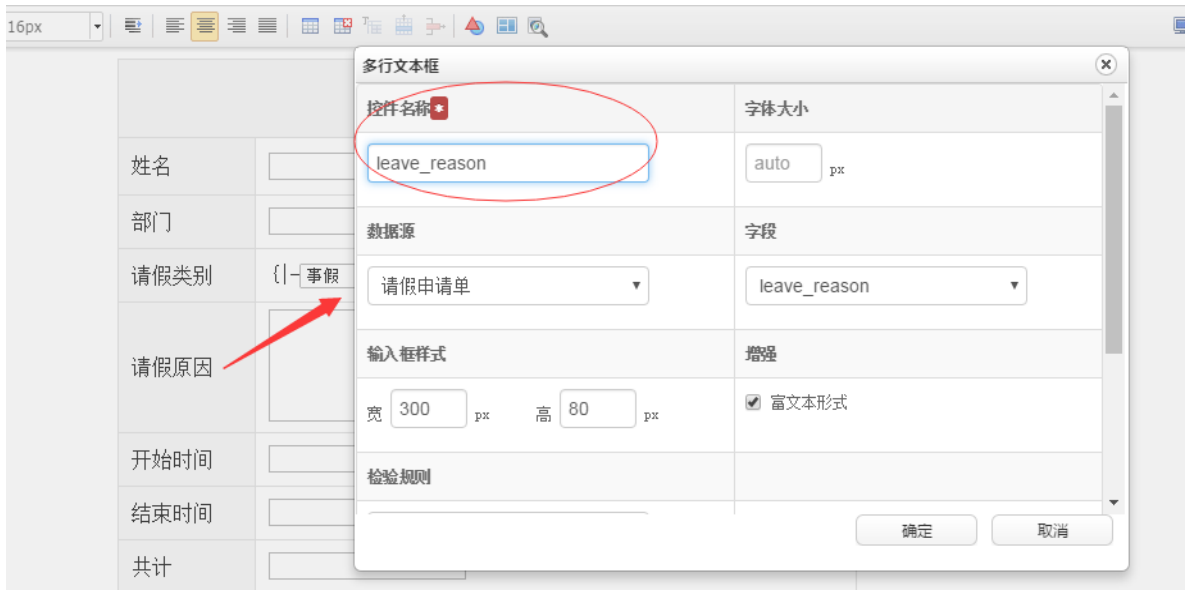 16px
多行文本框
控件名称*
字体大小
leave_reason
auto px
数据源
字段
请假申请单
leave_reason
输入框样式
增强
宽 300 px 高 80 px
富文本形式
检验规则
确定
取消
姓名
部门
请假类别 {|-事假
请假原因
开始时间
结束时间
共计